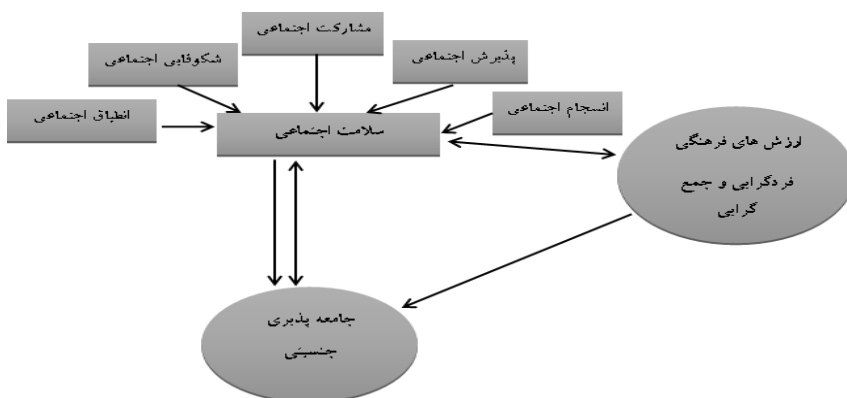 مشارکت اجتماعی
شکوفایی اجتماعی
پذیرش اجتماعی
انطباق اجتماعی
انسجام اجتماعی
سلامت اجتماعی
ارزش های فرهنگی
فردگرایی و جمع
گرایی
جامعه پذیری
جنسیتی